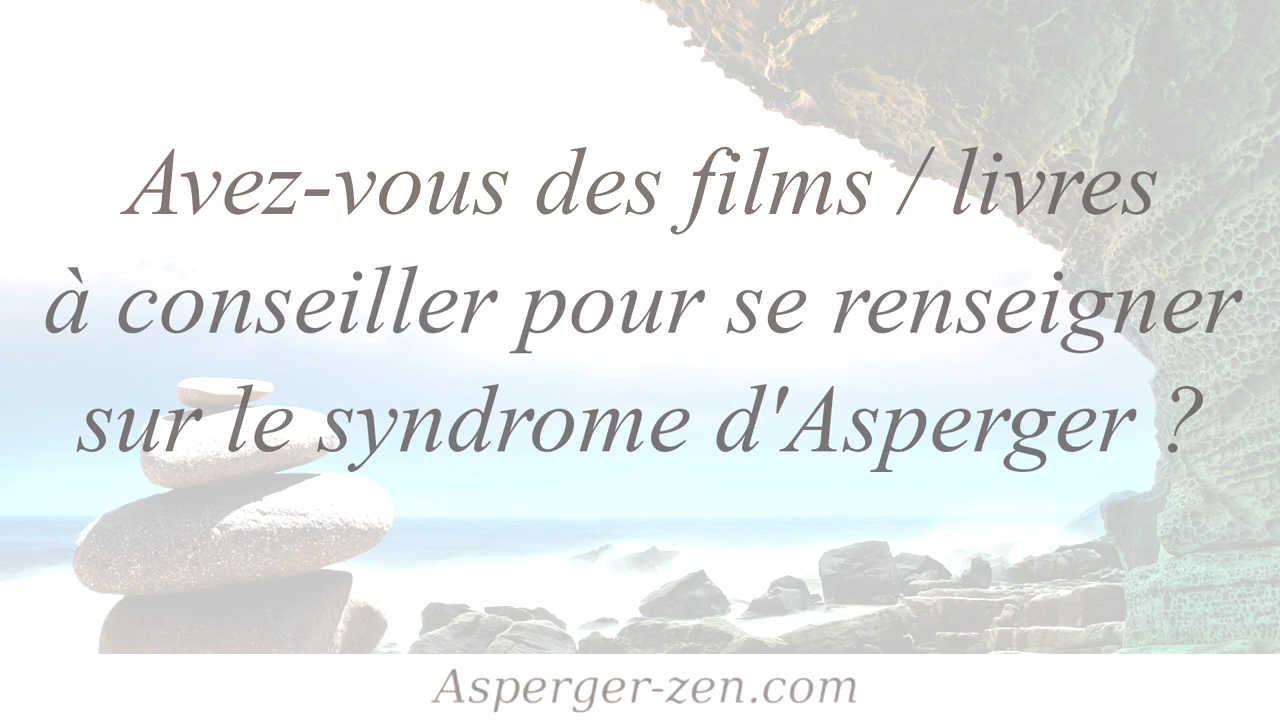 Avez-vous des films / livres
à conseiller pour se renseigner
sur le syndrome d'Asperger ?
Asperger-zen.com